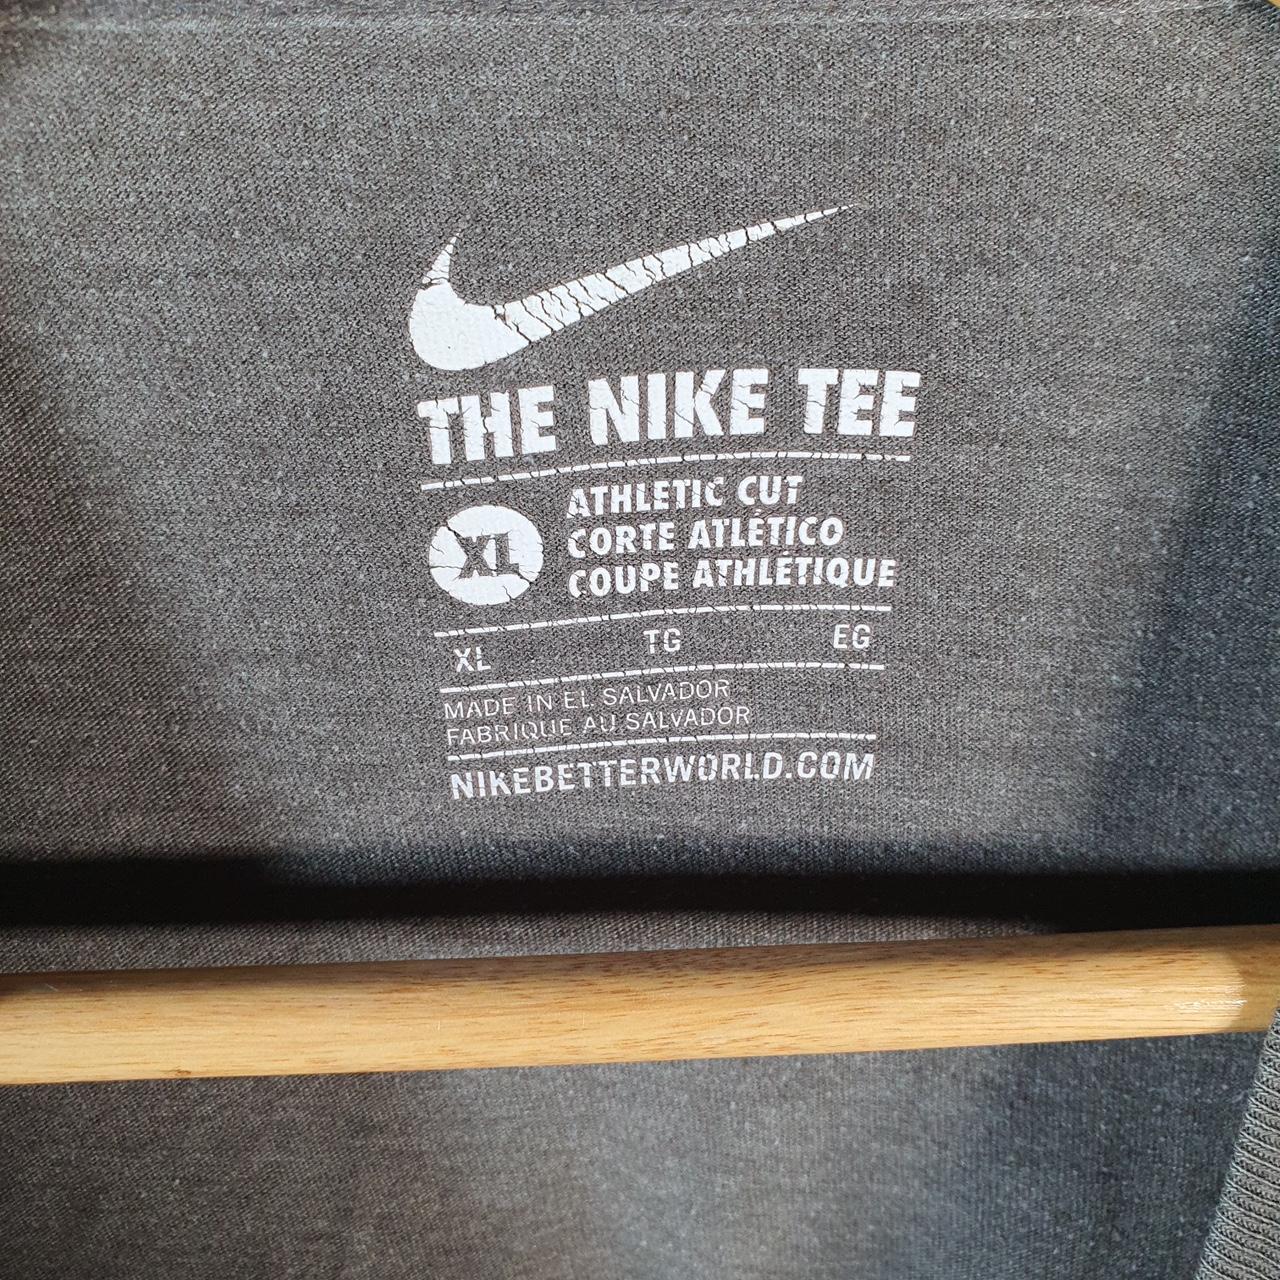 THE NIKE TEE
XL
ATHLETIC CUT
CORTE ATLÉTICO
COUPE ATHLÉTIQUE
XL TG EG
MADE IN EL SALVADOR
FABRIQUE AU SALVADOR
NIKEBETTERWORLD.COM